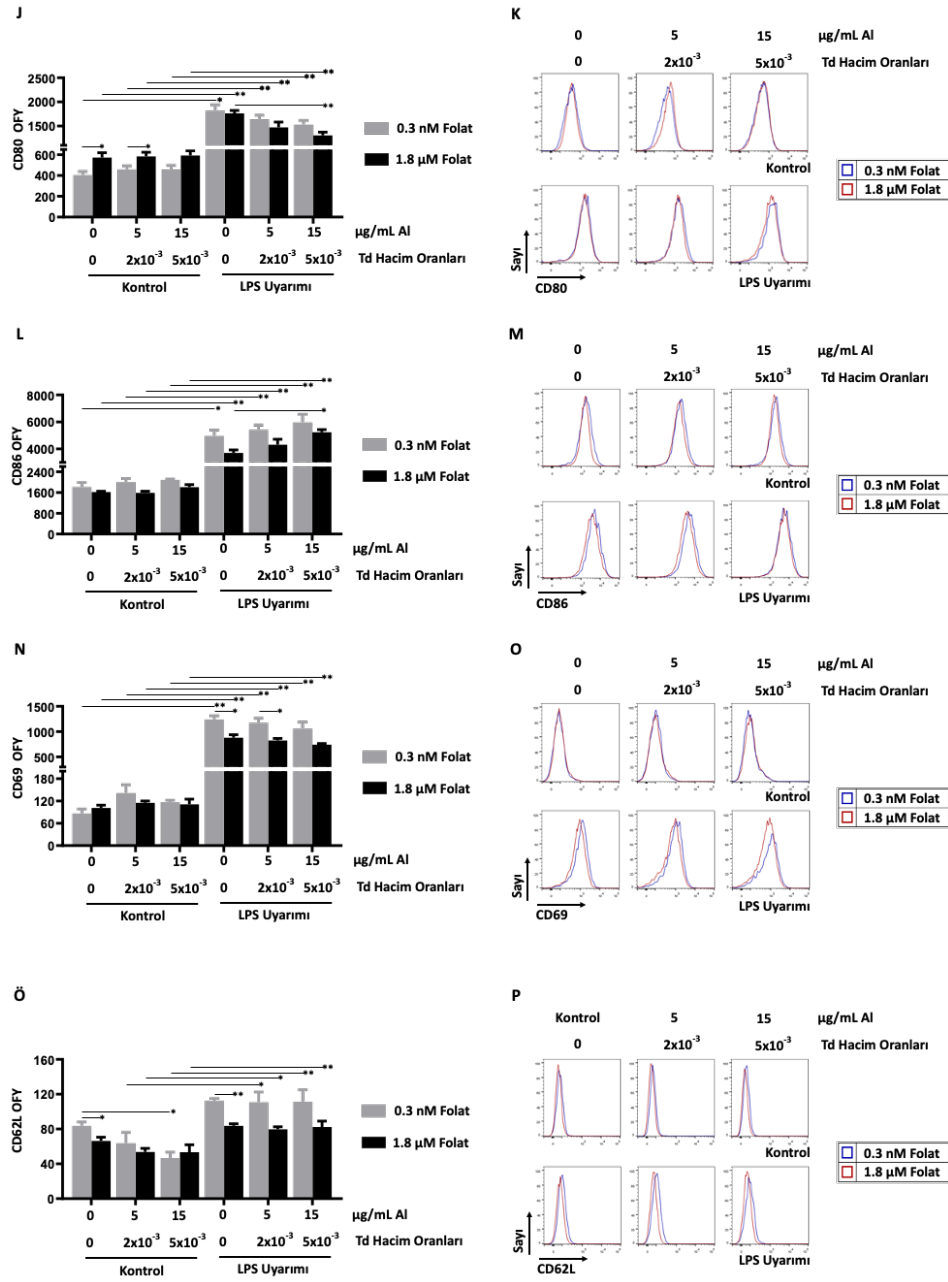 J
CD80 OFY
2500
2000
1500
1000
600
400
200
0
* * * ** ** ** ** ** **
0.3 nM Folat
1.8 µM Folat
0 5 15 0 5 15 µg/mL Al
0 2x10-3 5x10-3 0 2x10-3 5x10-3 Td Hacim Oranları
Kontrol LPS Uyarımı
K
0 5 15 µg/mL Al
0 2x10-3 5x10-3 Td Hacim Oranları
Kontrol
0.3 nM Folat
1.8 µM Folat
Sayı
CD80
LPS Uyarımı
L
CD86 OFY
8000
6000
4000
2400
1600
800
0
* ** ** ** ** ** *
0.3 nM Folat
1.8 µM Folat
0 5 15 0 5 15 µg/mL Al
0 2x10-3 5x10-3 0 2x10-3 5x10-3 Td Hacim Oranları
Kontrol LPS Uyarımı
M
0 5 15 µg/mL Al
0 2x10-3 5x10-3 Td Hacim Oranları
Kontrol
0.3 nM Folat
1.8 µM Folat
Sayı
CD86
LPS Uyarımı
N
CD69 OFY
1500
1000
500
180
120
60
0
** ** ** ** ** ** * *
0.3 nM Folat
1.8 µM Folat
0 5 15 0 5 15 µg/mL Al
0 2x10-3 5x10-3 0 2x10-3 5x10-3 Td Hacim Oranları
Kontrol LPS Uyarımı
O
0 5 15 µg/mL Al
0 2x10-3 5x10-3 Td Hacim Oranları
Kontrol
0.3 nM Folat
1.8 µM Folat
Sayı
CD69
LPS Uyarımı
Ö
CD62L OFY
160
120
80
40
0
* * ** * * ** **
0.3 nM Folat
1.8 µM Folat
0 5 15 0 5 15 µg/mL Al
0 2x10-3 5x10-3 0 2x10-3 5x10-3 Td Hacim Oranları
Kontrol LPS Uyarımı
P
Kontrol 5 15 µg/mL Al
0 2x10-3 5x10-3 Td Hacim Oranları
Kontrol
0.3 nM Folat
1.8 µM Folat
Sayı
CD62L
LPS Uyarımı